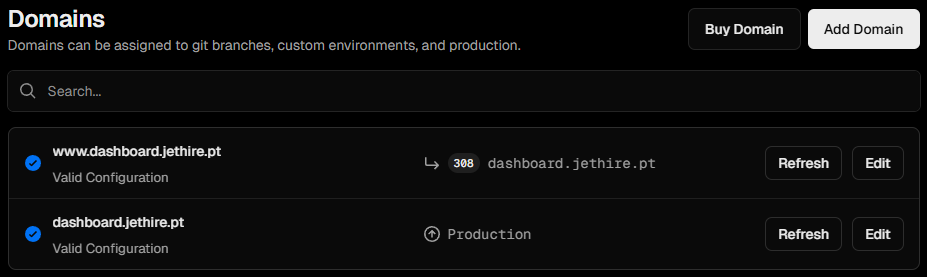 Domains
Domains can be assigned to git branches, custom environments, and production.
Buy Domain
Add Domain
Search...
www.dashboard.jethire.pt
Valid Configuration
308 dashboard.jethire.pt
Refresh
Edit
dashboard.jethire.pt
Valid Configuration
Production
Refresh
Edit